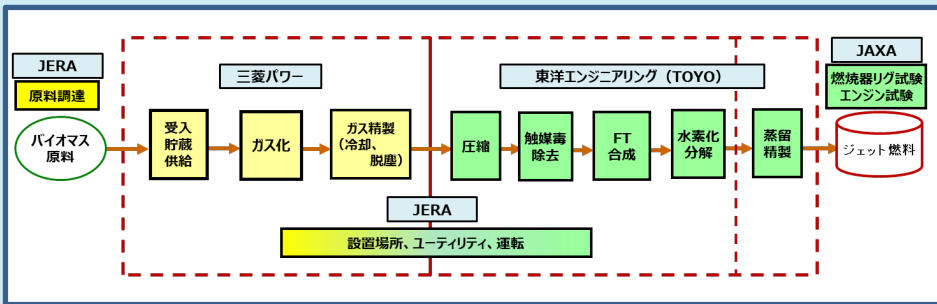 JERA
原料調達
バイオマス
原料
三菱パワー
受入
貯蔵
供給
ガス化
ガス精製
(冷却、
脱塵)
東洋エンジニアリング（TOYO）
圧縮
触媒毒
除去
FT
合成
水素化
分解
蒸留
精製
JAXA
燃焼器リグ試験
エンジン試験
ジェット燃料
JERA
設置場所、ユーティリティ、運転